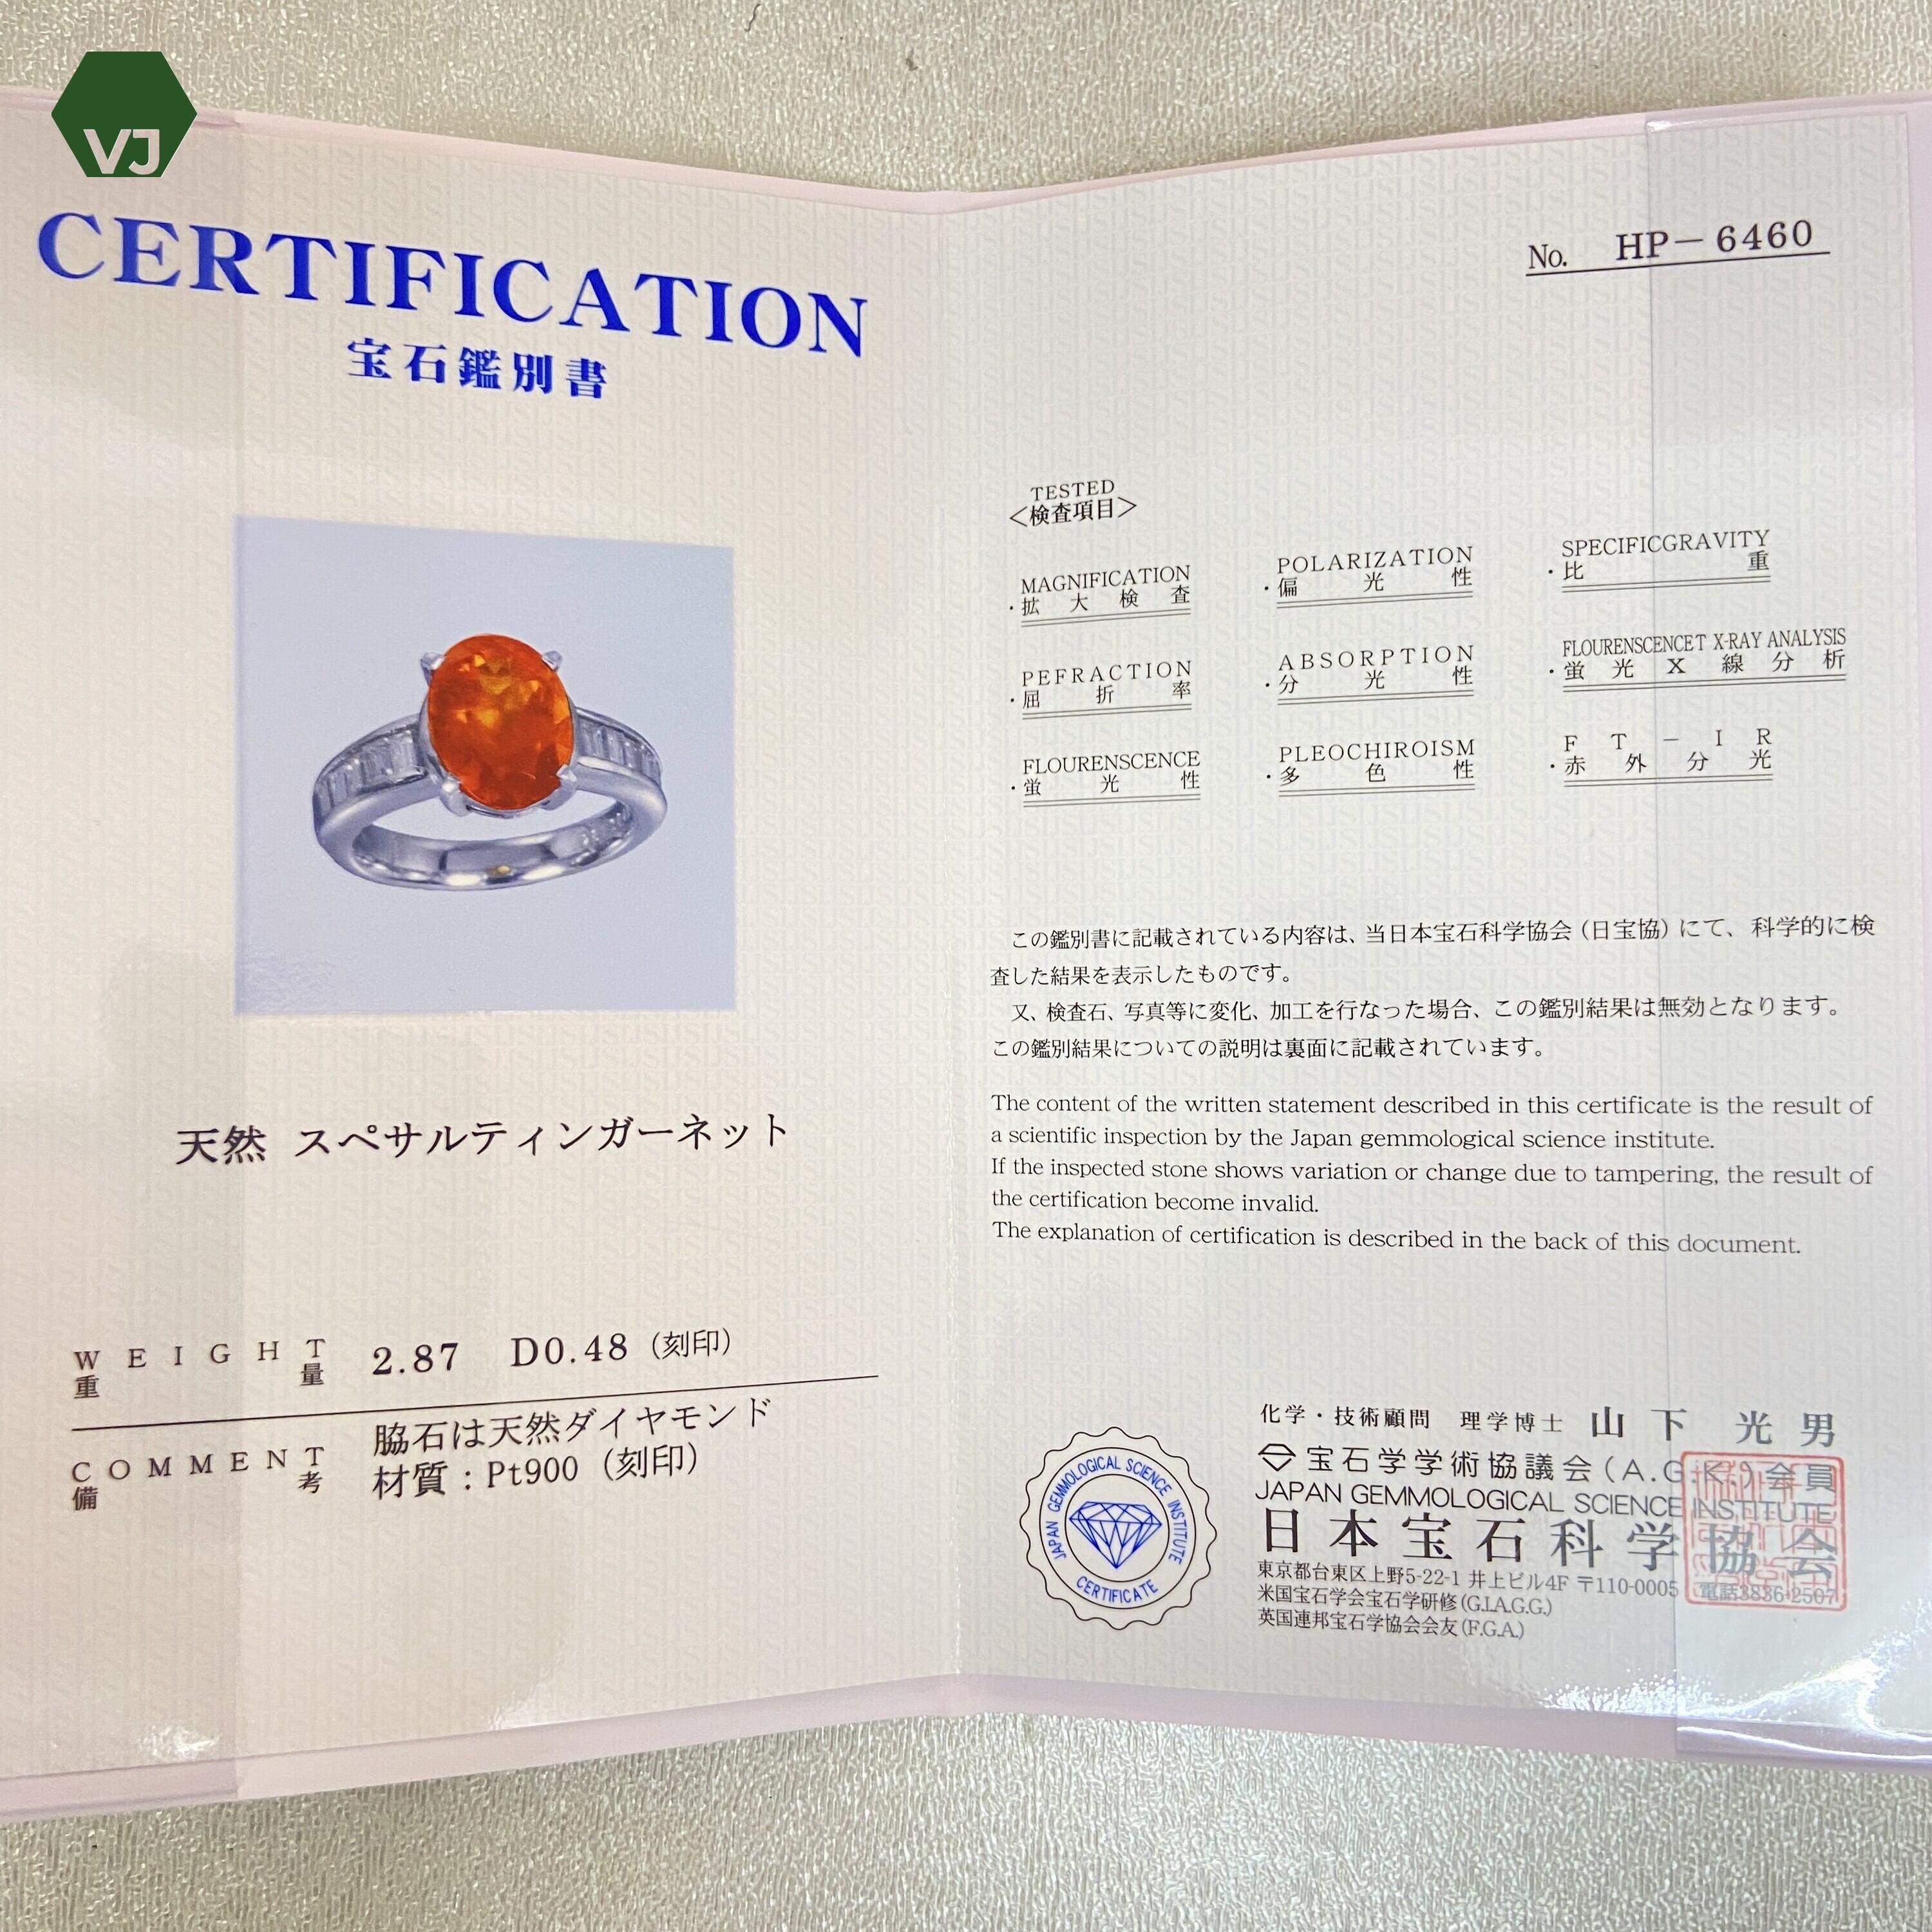 VJ
CERTIFICATION
宝石鑑別書
天然 スペサルティンガーネット
WEIGHT
重量
2.87 D0.48 (刻印)
COMMENT
備考
脇石は天然ダイヤモンド
材質：Pt900 (刻印)
No. HP－6460
TESTED
＜検査項目＞
MAGNIFICATION
・拡大検査
POLARIZATION
・偏光性
SPECIFICGRAVITY
・比重
PEFRACTION
・屈折率
ABSORPTION
・分光性
FLOURENSCENCET X-RAY ANALYSIS
・蛍光X線分析
FLOURENSCENCE
・蛍光性
PLEOCHIROISM
・多色性
FT－IR
・赤外分光
この鑑別書に記載されている内容は、当日本宝石科学協会（日宝協）にて、科学的に検
査した結果を表示したものです。
又、検査石、写真等に変化、加工を行なった場合、この鑑別結果は無効となります。
この鑑別結果についての説明は裏面に記載されています。
The content of the written statement described in this certificate is the result of
a scientific inspection by the Japan gemmological science institute.
If the inspected stone shows variation or change due to tampering, the result of
the certification become invalid.
The explanation of certification is described in the back of this document.
JAPAN GEMMOLOGICAL SCIENCE INSTITUTE
CERTIFICATE
化学・技術顧問 理学博士 山下 光男
宝石学学術協議会（A.G.K.）会員
JAPAN GEMMOLOGICAL SCIENCE INSTITUTE
日本宝石科学協会
東京都台東区上野5-22-1 井上ビル4F 〒110-0005 電話3836-2507
米国宝石学会宝石学研修(G.I.A.G.G.)
英国連邦宝石学協会会友(F.G.A.)